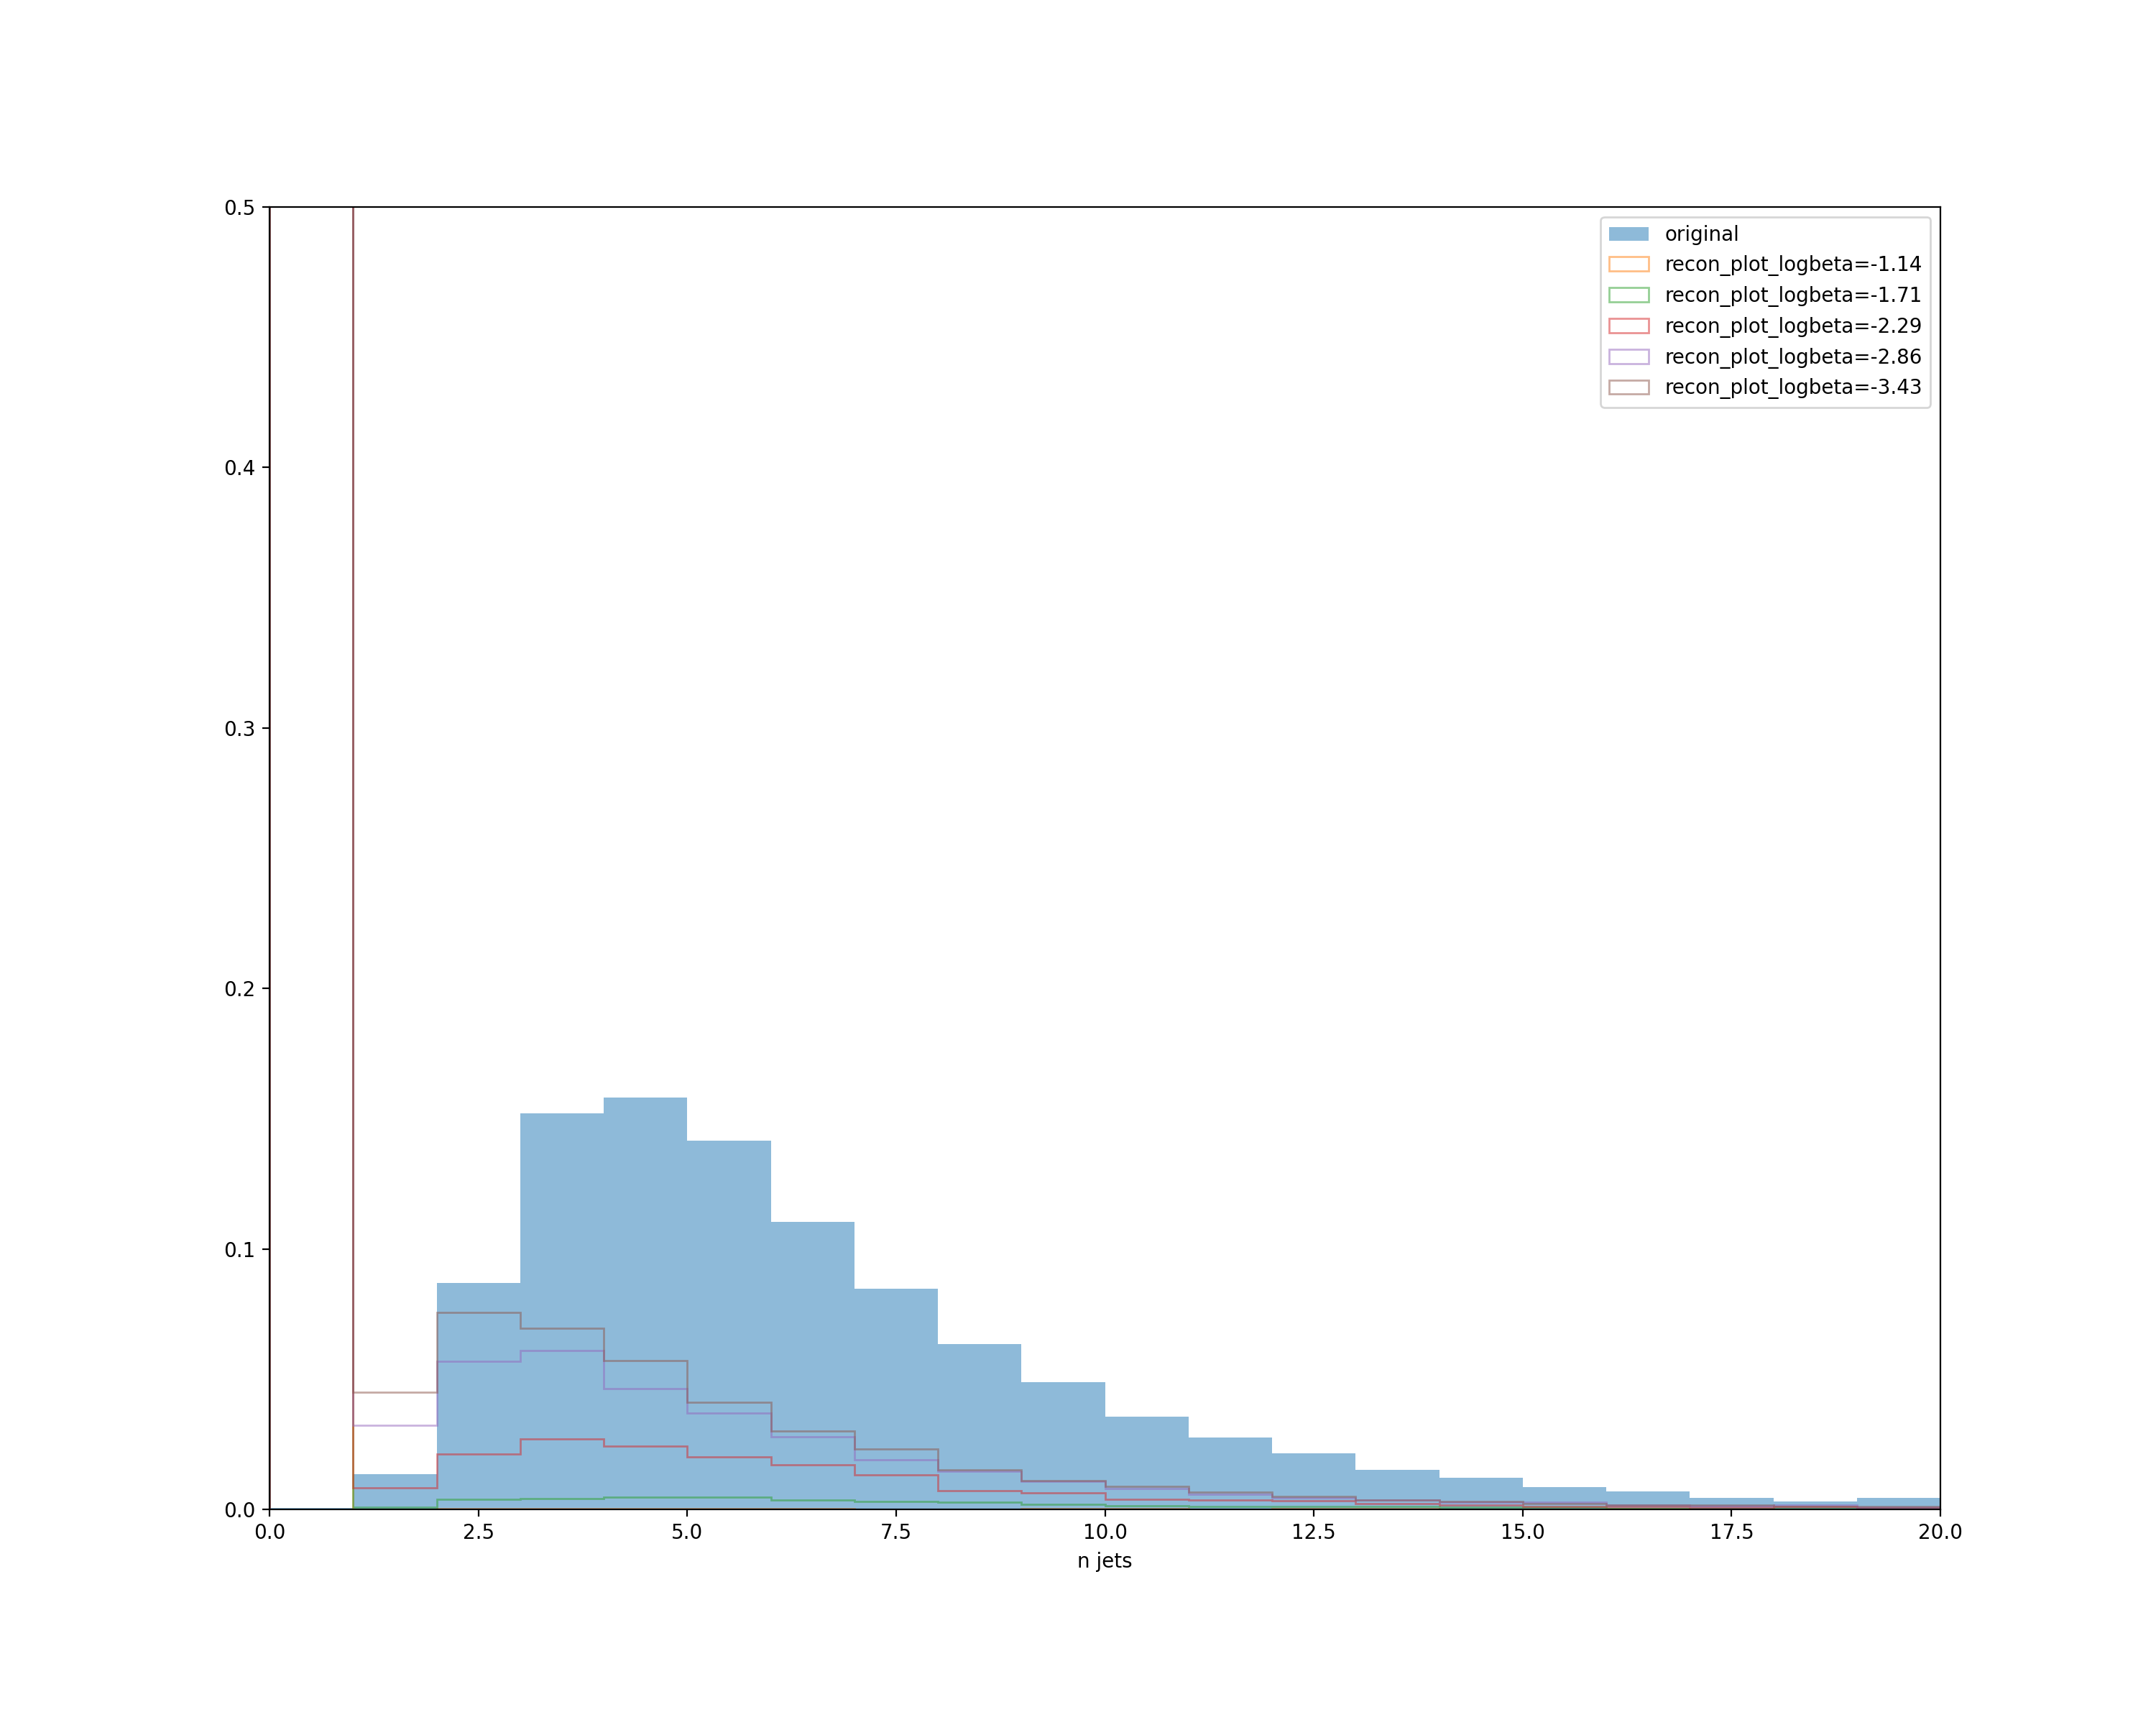 0.5
0.4
0.3
0.2
0.1
0.0
original
recon_plot_logbeta=-1.14
recon_plot_logbeta=-1.71
recon_plot_logbeta=-2.29
recon_plot_logbeta=-2.86
recon_plot_logbeta=-3.43
0.0 2.5 5.0 7.5 10.0 12.5 15.0 17.5 20.0
n jets